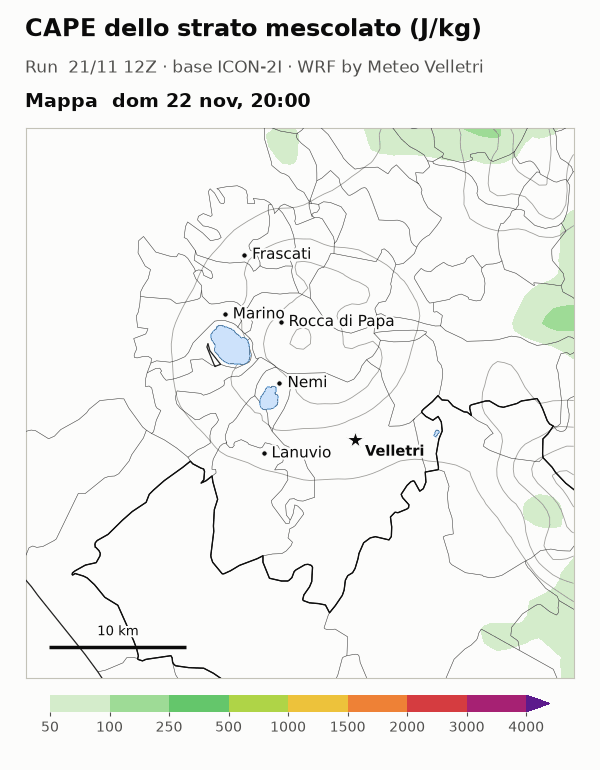 CAPE dello strato mescolato (J/kg)
Run  21/11 12Z · base ICON-2I · WRF by Meteo Velletri
Mappa  dom 22 nov, 20:00
Frascati
Marino
Rocca di Papa
Nemi
Velletri
Lanuvio
10 km
50 100 250 500 1000 1500 2000 3000 4000